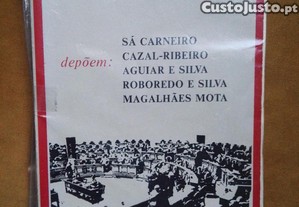 Custojusto.pt
SÁ CARNEIRO
depõem: CAZAL-RIBEIRO
AGUIAR E SILVA
ROBOREDO E SILVA
MAGALHÃES MOTA